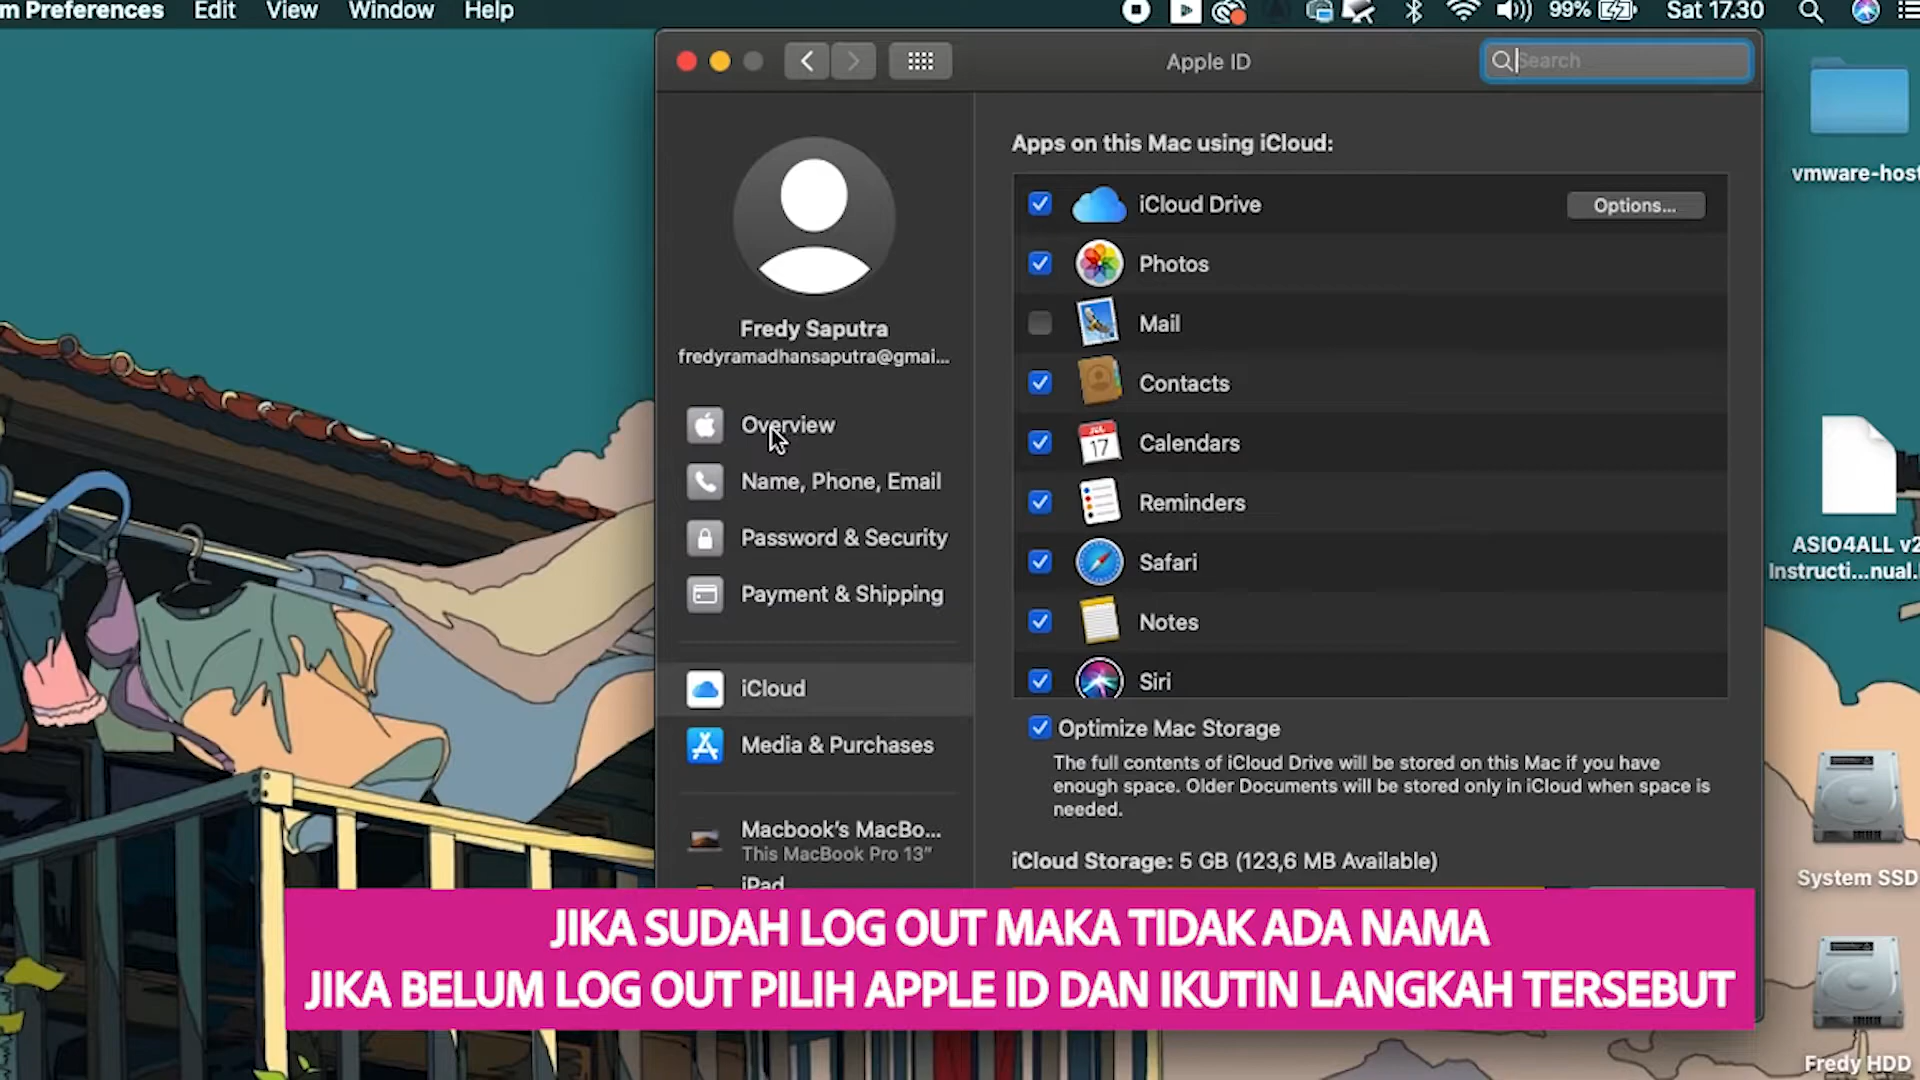 m Preferences Edit View Window Help
99% Sat 17.30
Apple ID
Search
Apps on this Mac using iCloud:
iCloud Drive
Options...
Photos
Mail
Contacts
JUL
17
Calendars
Reminders
Safari
Notes
Siri
Fredy Saputra
fredyramadhansaputra@gmai...
Overview
Name, Phone, Email
Password & Security
Payment & Shipping
iCloud
Media & Purchases
Macbook's MacBo...
This MacBook Pro 13"
iPad
Optimize Mac Storage
The full contents of iCloud Drive will be stored on this Mac if you have
enough space. Older Documents will be stored only in iCloud when space is
needed.
iCloud Storage: 5 GB (123,6 MB Available)
vmware-host
ASIO4ALL v2
Instructi...nual.
System SSD
Fredy HDD
JIKA SUDAH LOG OUT MAKA TIDAK ADA NAMA
JIKA BELUM LOG OUT PILIH APPLE ID DAN IKUTIN LANGKAH TERSEBUT